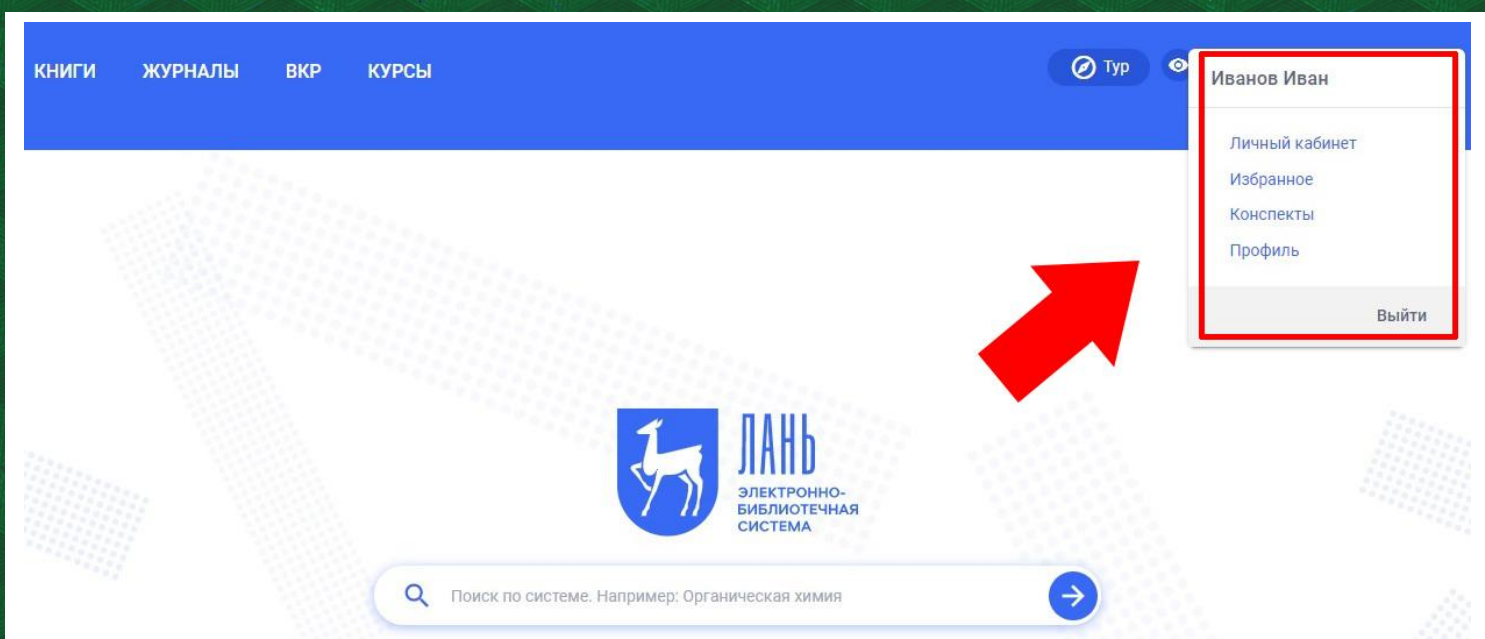 КНИГИ ЖУРНАЛЫ ВКР КУРСЫ
Тур
Иванов Иван
Личный кабинет
Избранное
Конспекты
Профиль
Выйти
ЛАНЬ
ЭЛЕКТРОННО-
БИБЛИОТЕЧНАЯ
СИСТЕМА
Поиск по системе. Например: Органическая химия